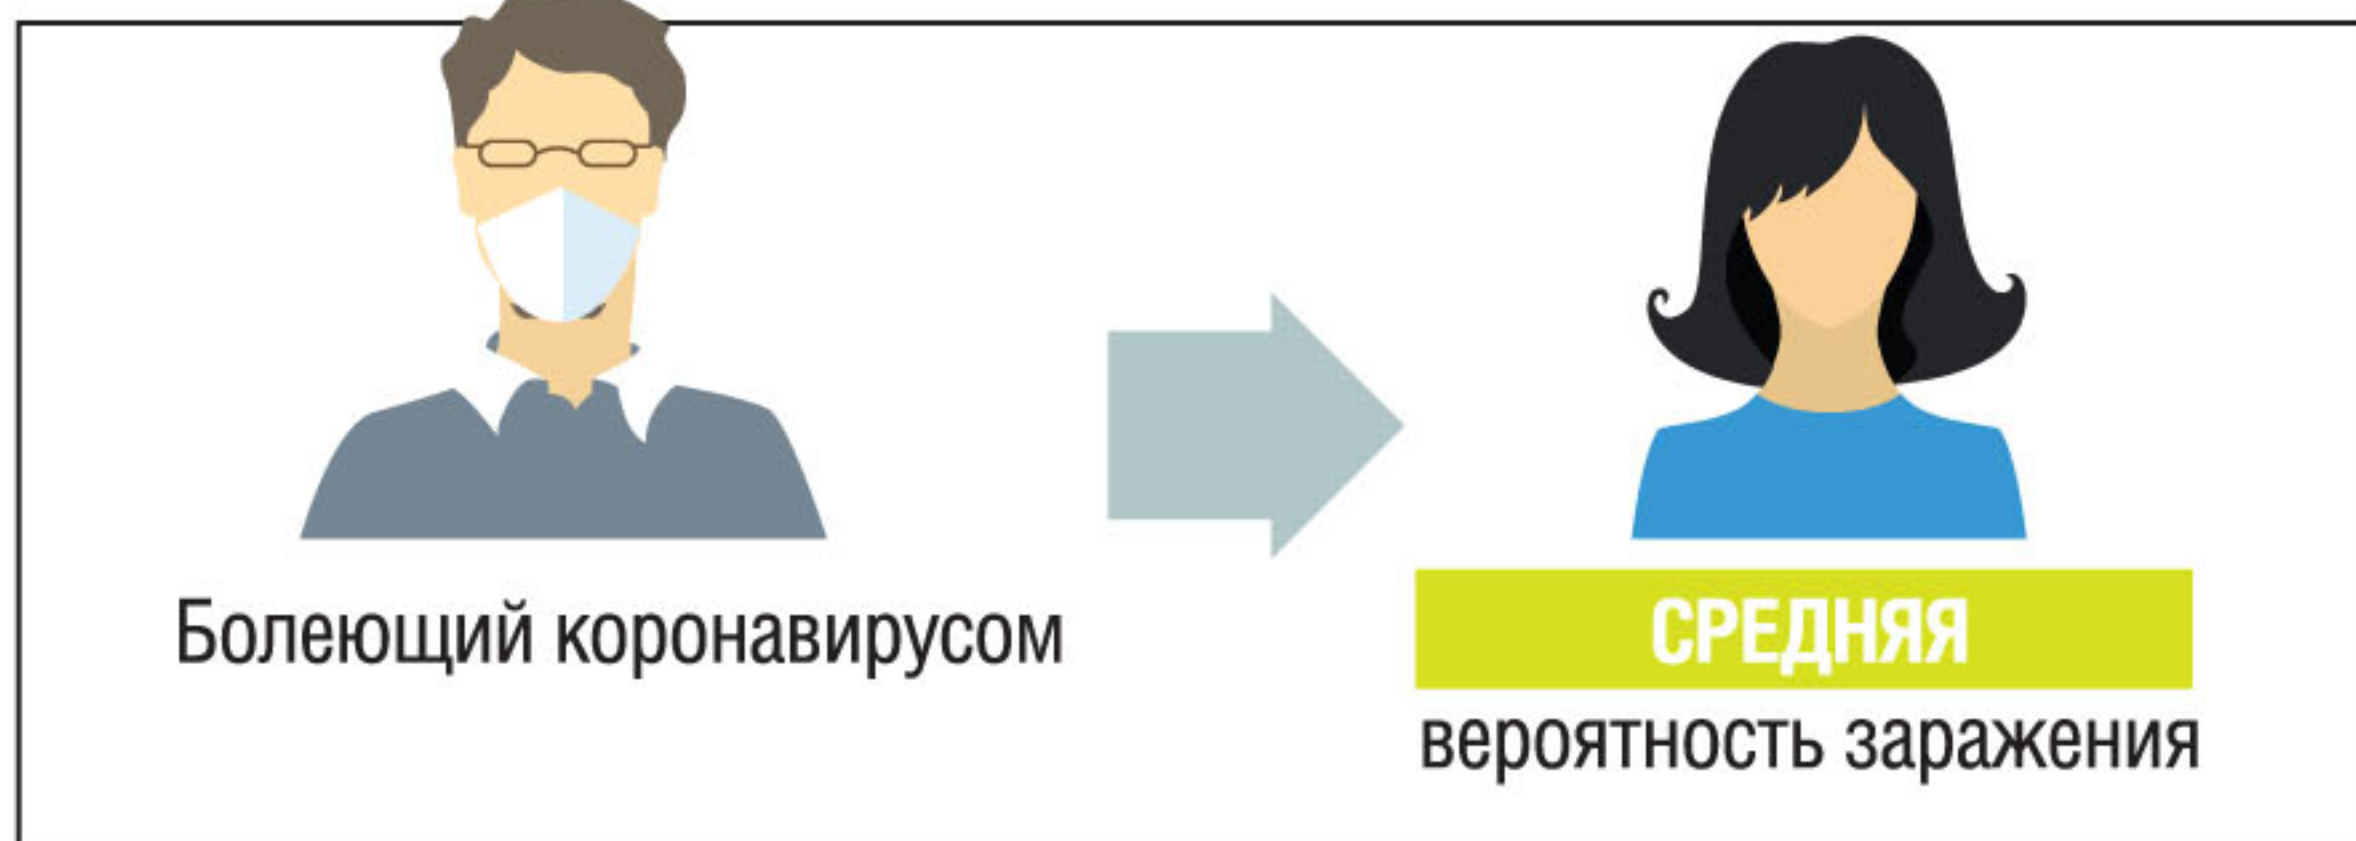 Болеющий коронавирусом
СРЕДНЯЯ
вероятность заражения